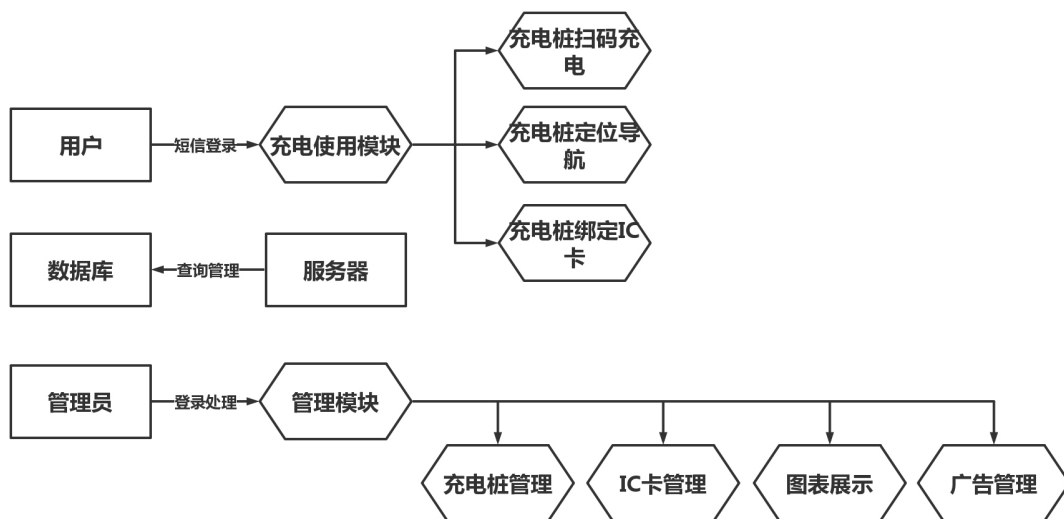 充电桩扫码充
电
用户
短信登录
充电使用模块
充电桩定位导
航
充电桩绑定IC
卡
数据库
查询管理
服务器
管理员
登录处理
管理模块
充电桩管理
IC卡管理
图表展示
广告管理